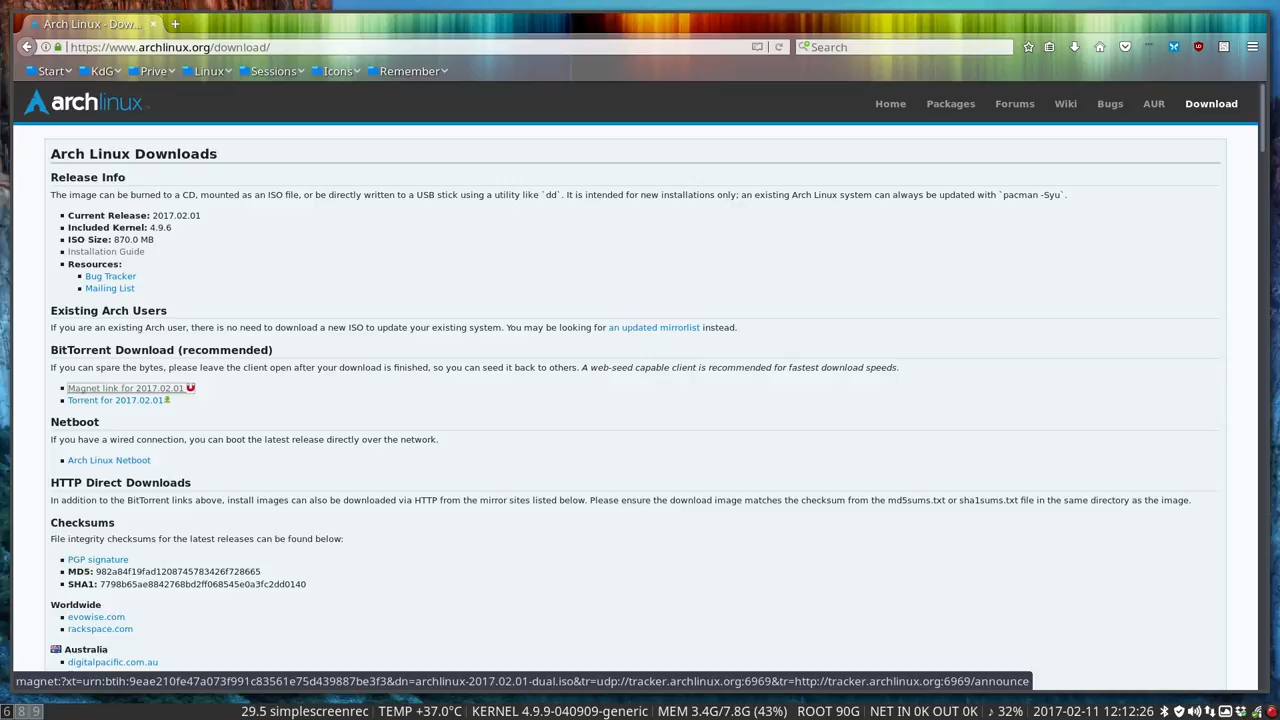 Arch Linux - Dow...
https://www.archlinux.org/download/
Search
Start
KdG
Prive
Linux
Sessions
Icons
Remember
archlinux
Home
Packages
Forums
Wiki
Bugs
AUR
Download
Arch Linux Downloads
Release Info
The image can be burned to a CD, mounted as an ISO file, or be directly written to a USB stick using a utility like `dd`. It is intended for new installations only; an existing Arch Linux system can always be updated with `pacman -Syu`.
Current Release: 2017.02.01
Included Kernel: 4.9.6
ISO Size: 870.0 MB
Installation Guide
Resources:
Bug Tracker
Mailing List
Existing Arch Users
If you are an existing Arch user, there is no need to download a new ISO to update your existing system. You may be looking for an updated mirrorlist instead.
BitTorrent Download (recommended)
If you can spare the bytes, please leave the client open after your download is finished, so you can seed it back to others. A web-seed capable client is recommended for fastest download speeds.
Magnet link for 2017.02.01
Torrent for 2017.02.01
Netboot
If you have a wired connection, you can boot the latest release directly over the network.
Arch Linux Netboot
HTTP Direct Downloads
In addition to the BitTorrent links above, install images can also be downloaded via HTTP from the mirror sites listed below. Please ensure the download image matches the checksum from the md5sums.txt or sha1sums.txt file in the same directory as the image.
Checksums
File integrity checksums for the latest releases can be found below:
PGP signature
MD5: 982a84f19fad1208745783426f728665
SHA1: 7798b65ae8842768bd2ff068545e0a3fc2dd0140
Worldwide
evowise.com
rackspace.com
Australia
digitalpacific.com.au
magnet:?xt=urn:btih:9eae210fe47a073f991c83561e75d439887be3f3&dn=archlinux-2017.02.01-dual.iso&tr=udp://tracker.archlinux.org:6969&tr=http://tracker.archlinux.org:6969/announce
6 8 9
29.5 simplescreenrec | TEMP +37.0°C | KERNEL 4.9.9-040909-generic | MEM 3.4G/7.8G (43%) | ROOT 90G | NET IN 0K OUT 0K | ♪ 32% | 2017-02-11 12:12:26